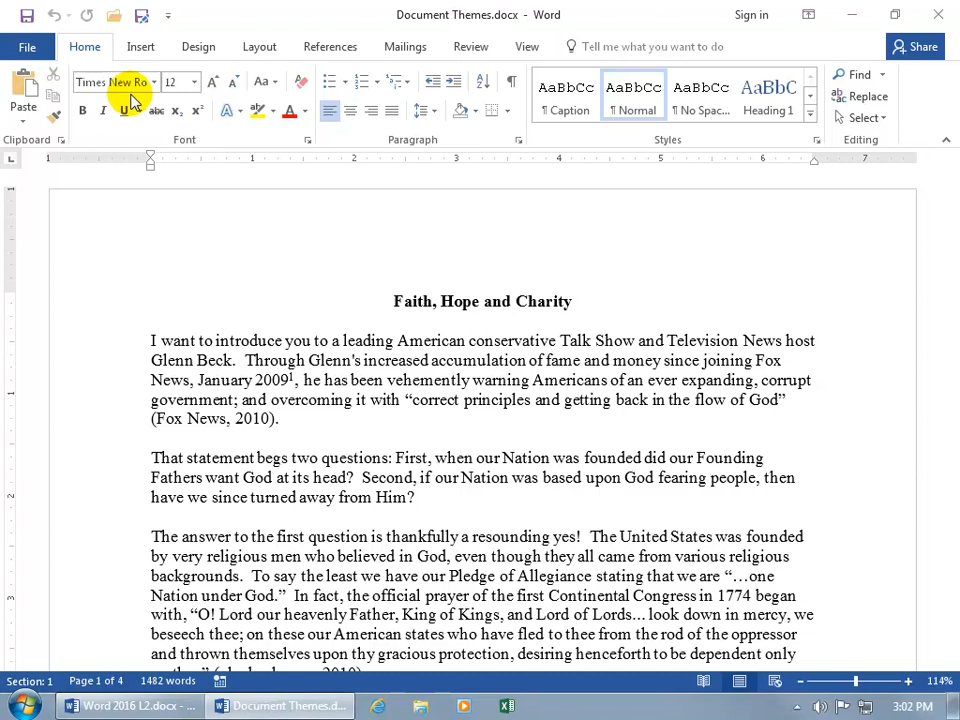 Document Themes.docx - Word
Sign in
File Home Insert Design Layout References Mailings Review View Tell me what you want to do Share
Paste
Times New Ro 12
Aa
B I U abc x₂ x² A ab A
AaBbCc AaBbCc AaBbCc AaBbC
¶ Caption ¶ Normal ¶ No Spac... Heading 1
Find
Replace
Select
Clipboard Font Paragraph Styles Editing
1 1 2 3 4 5 6 7
Faith, Hope and Charity
I want to introduce you to a leading American conservative Talk Show and Television News host
Glenn Beck.  Through Glenn's increased accumulation of fame and money since joining Fox
News, January 2009¹, he has been vehemently warning Americans of an ever expanding, corrupt
government; and overcoming it with “correct principles and getting back in the flow of God”
(Fox News, 2010).
That statement begs two questions: First, when our Nation was founded did our Founding
Fathers want God at its head?  Second, if our Nation was based upon God fearing people, then
have we since turned away from Him?
The answer to the first question is thankfully a resounding yes!  The United States was founded
by very religious men who believed in God, even though they all came from various religious
backgrounds.  To say the least we have our Pledge of Allegiance stating that we are “…one
Nation under God.”  In fact, the official prayer of the first Continental Congress in 1774 began
with, “O! Lord our heavenly Father, King of Kings, and Lord of Lords... look down in mercy, we
beseech thee; on these our American states who have fled to thee from the rod of the oppressor
and thrown themselves upon thy gracious protection, desiring henceforth to be dependent only
Section: 1 Page 1 of 4 1482 words 114%
Word 2016 L2.docx - ... Document Themes.d... 3:02 PM